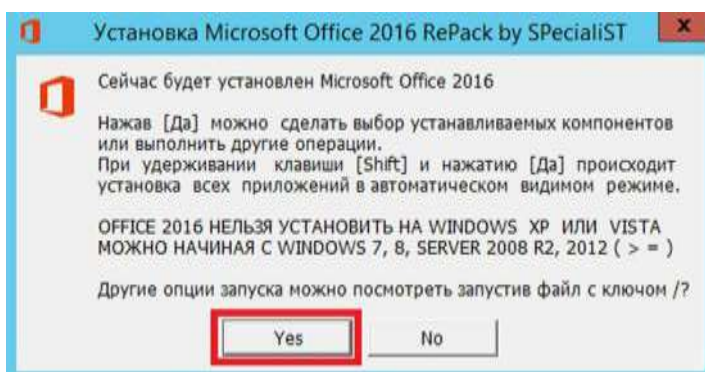 Установка Microsoft Office 2016 RePack by SPecialiST
Сейчас будет установлен Microsoft Office 2016
Нажав [Да] можно сделать выбор устанавливаемых компонентов
или выполнить другие операции.
При удерживании клавиши [Shift] и нажатию [Да] происходит
установка всех приложений в автоматическом видимом режиме.
OFFICE 2016 НЕЛЬЗЯ УСТАНОВИТЬ НА WINDOWS XP ИЛИ VISTA
МОЖНО НАЧИНАЯ С WINDOWS 7, 8, SERVER 2008 R2, 2012 ( > = )
Другие опции запуска можно посмотреть запустив файл с ключом /?
Yes No